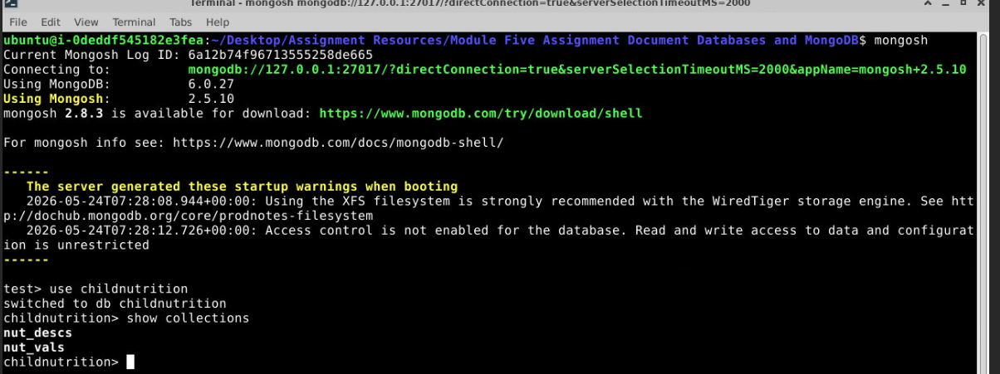 Terminal - mongosh mongodb://127.0.0.1:27017/?directConnection=true&serverSelectionTimeoutMS=2000
File Edit View Terminal Tabs Help
ubuntu@i-0deddf545182e3fea:~/Desktop/Assignment Resources/Module Five Assignment Document Databases and MongoDB$ mongosh
Current Mongosh Log ID: 6a12b74f96713555258de665
Connecting to: mongodb://127.0.0.1:27017/?directConnection=true&serverSelectionTimeoutMS=2000&appName=mongosh+2.5.10
Using MongoDB: 6.0.27
Using Mongosh: 2.5.10
mongosh 2.8.3 is available for download: https://www.mongodb.com/try/download/shell
For mongosh info see: https://www.mongodb.com/docs/mongodb-shell/
------
The server generated these startup warnings when booting
2026-05-24T07:28:08.944+00:00: Using the XFS filesystem is strongly recommended with the WiredTiger storage engine. See htt
p://dochub.mongodb.org/core/prodnotes-filesystem
2026-05-24T07:28:12.726+00:00: Access control is not enabled for the database. Read and write access to data and configurat
ion is unrestricted
------
test> use childnutrition
switched to db childnutrition
childnutrition> show collections
nut_descs
nut_vals
childnutrition>